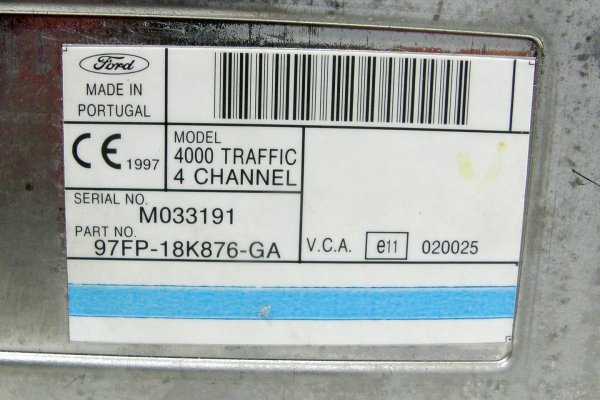 Ford
MADE IN
PORTUGAL
CE 1997
MODEL
4000 TRAFFIC
4 CHANNEL
SERIAL NO.
M033191
PART NO.
97FP-18K876-GA
V.C.A. e11 020025